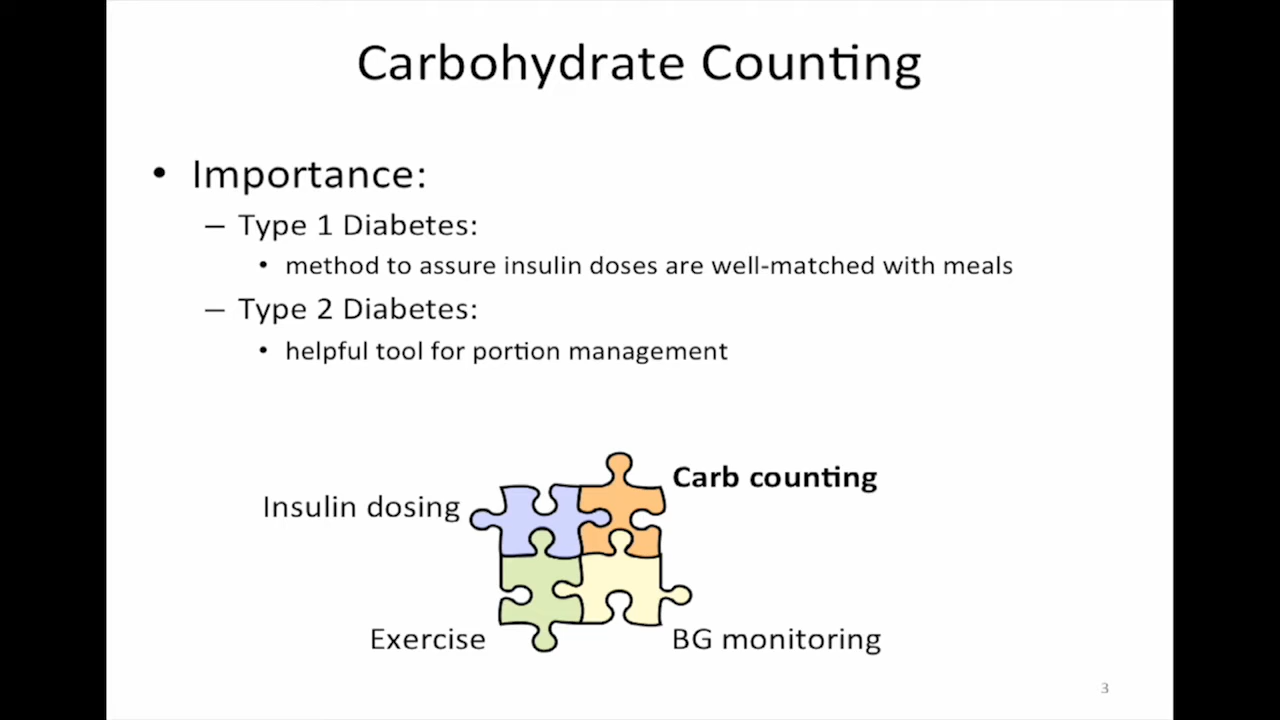 Carbohydrate Counting
• Importance:
– Type 1 Diabetes:
• method to assure insulin doses are well-matched with meals
– Type 2 Diabetes:
• helpful tool for portion management
Carb counting
Insulin dosing
Exercise
BG monitoring
3